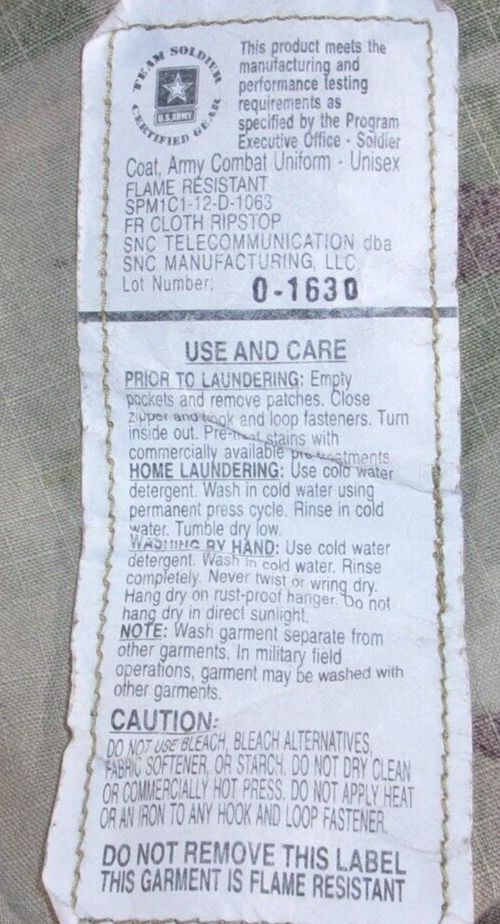 TEAM SOLDIER
U.S. ARMY
CERTIFIED GEAR
This product meets the
manufacturing and
performance testing
requirements as
specified by the Program
Executive Office - Soldier
Coat, Army Combat Uniform - Unisex
FLAME RESISTANT
SPM1C1-12-D-1063
FR CLOTH RIPSTOP
SNC TELECOMMUNICATION dba
SNC MANUFACTURING, LLC
Lot Number: 0-1630
USE AND CARE
PRIOR TO LAUNDERING: Empty
pockets and remove patches. Close
zipper and hook and loop fasteners. Turn
inside out. Pre-treat stains with
commercially available pre-treatments
HOME LAUNDERING: Use cold water
detergent. Wash in cold water using
permanent press cycle. Rinse in cold
water. Tumble dry low.
WASHING BY HAND: Use cold water
detergent. Wash in cold water. Rinse
completely. Never twist or wring dry.
Hang dry on rust-proof hanger. Do not
hang dry in direct sunlight.
NOTE: Wash garment separate from
other garments. In military field
operations, garment may be washed with
other garments.
CAUTION:
DO NOT USE BLEACH, BLEACH ALTERNATIVES,
FABRIC SOFTENER, OR STARCH. DO NOT DRY CLEAN
OR COMMERCIALLY HOT PRESS. DO NOT APPLY HEAT
OR AN IRON TO ANY HOOK AND LOOP FASTENER.
DO NOT REMOVE THIS LABEL
THIS GARMENT IS FLAME RESISTANT